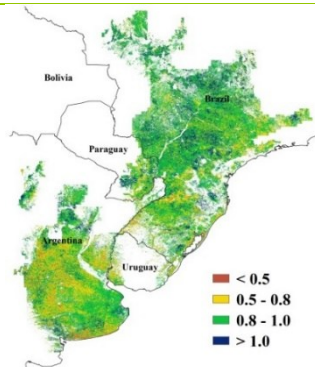 Bolivia
Brazil
Paraguay
Argentina
Uruguay
< 0.5
0.5 - 0.8
0.8 - 1.0
> 1.0